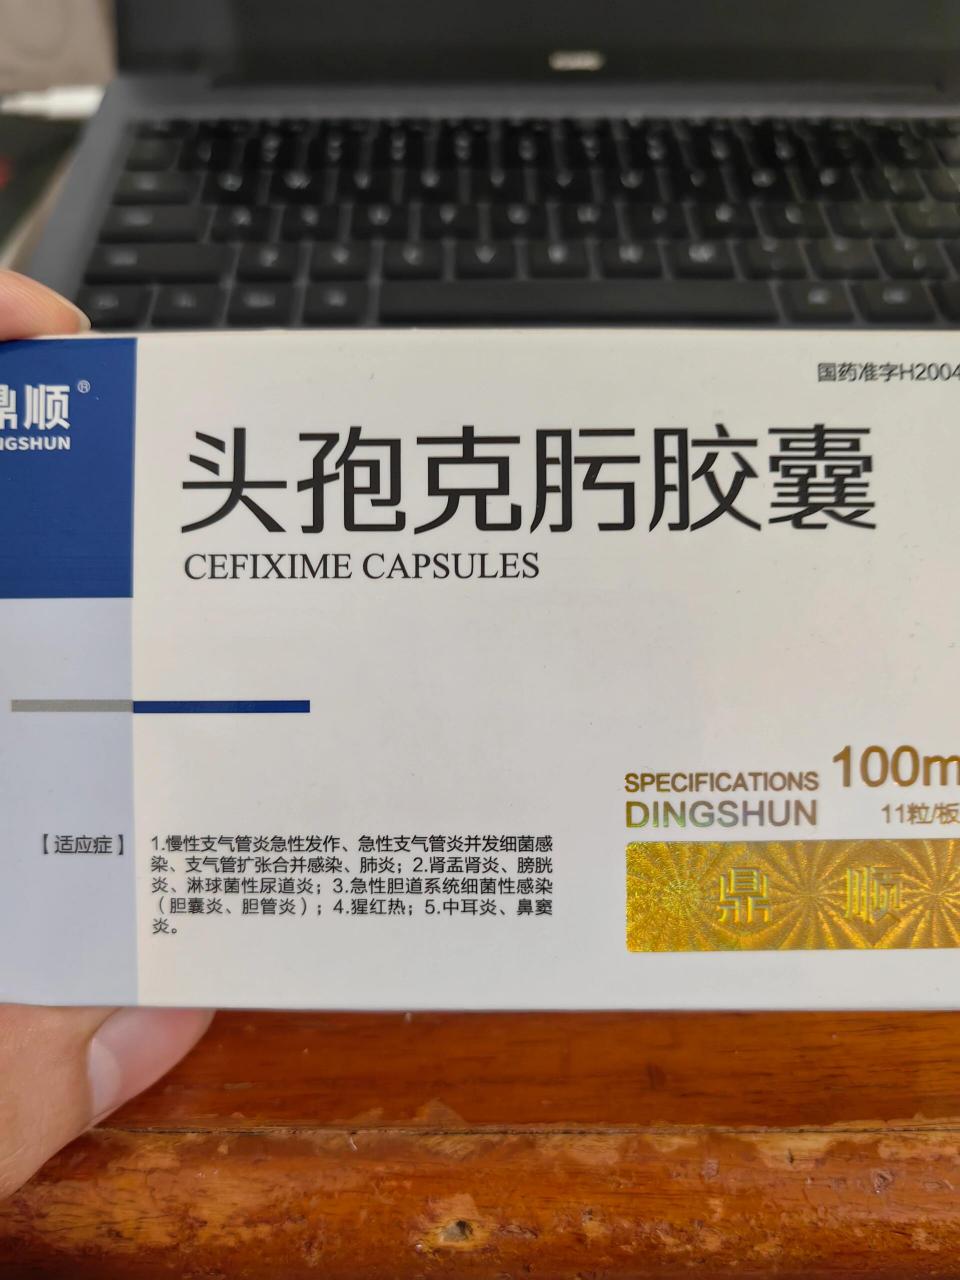 鼎顺®
NGSHUN
国药准字H2004
头孢克肟胶囊
CEFIXIME CAPSULES
SPECIFICATIONS
DINGSHUN
100m
11粒/板
【适应症】
1.慢性支气管炎急性发作、急性支气管炎并发细菌感
染、支气管扩张合并感染、肺炎；2.肾盂肾炎、膀胱
炎、淋球菌性尿道炎；3.急性胆道系统细菌性感染
（胆囊炎、胆管炎）；4.猩红热；5.中耳炎、鼻窦
炎。
鼎 顺